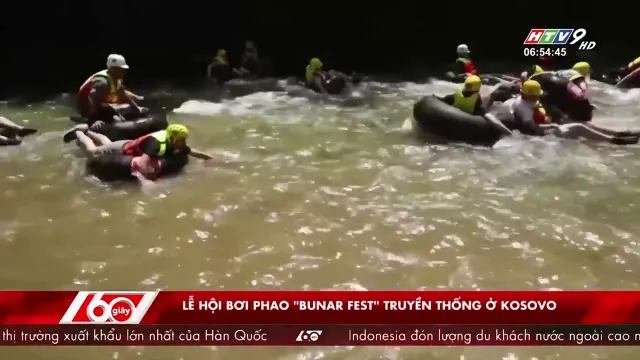 HTV9 HD
06:54:45
60 giây
LỄ HỘI BƠI PHAO "BUNAR FEST" TRUYỀN THỐNG Ở KOSOVO
thị trường xuất khẩu lớn nhất của Hàn Quốc 60 Indonesia đón lượng du khách nước ngoài cao n